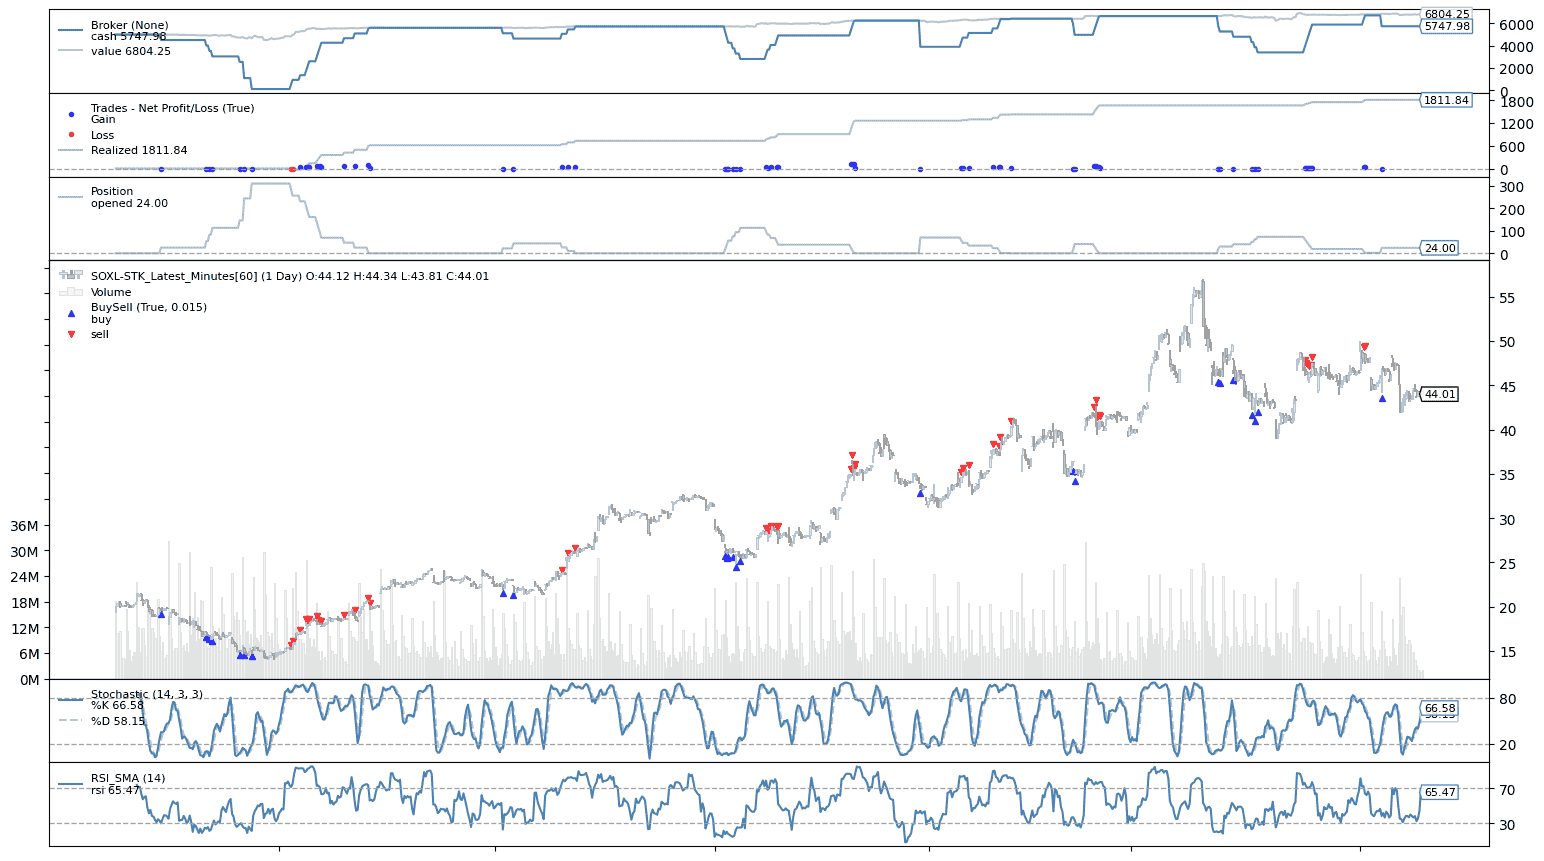 Broker (None)
cash 5747.98
value 6804.25
6804.25
6000
5747.98
4000
2000
0
Trades - Net Profit/Loss (True)
Gain
Loss
Realized 1811.84
1811.84
1800
1200
600
0
Position
opened 24.00
300
200
100
24.00
0
SOXL-STK_Latest_Minutes[60] (1 Day) O:44.12 H:44.34 L:43.81 C:44.01
Volume
BuySell (True, 0.015)
buy
sell
55
50
45
44.01
40
35
30
25
20
15
36M
30M
24M
18M
12M
6M
0M
Stochastic (14, 3, 3)
%K 66.58
%D 58.15
80
66.58
58.15
20
RSI_SMA (14)
rsi 65.47
70
65.47
30